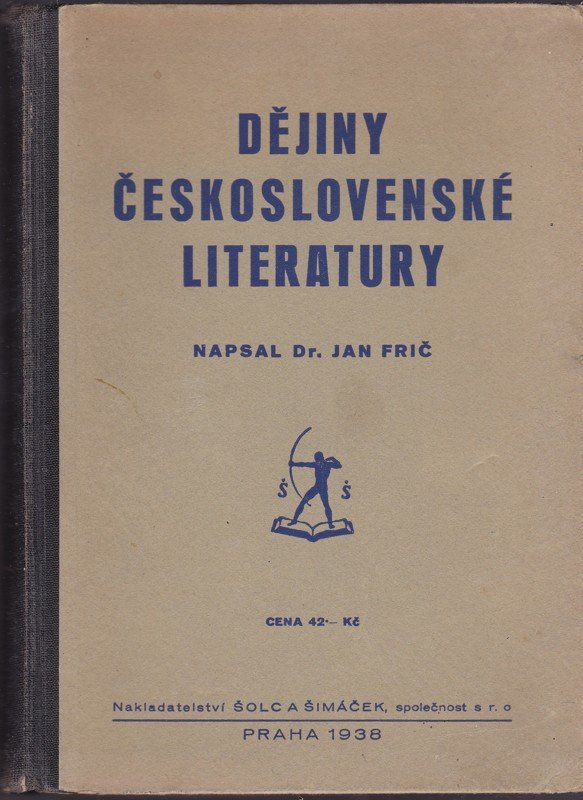 DĚJINY
ČESKOSLOVENSKÉ
LITERATURY
NAPSAL Dr. JAN FRIČ
Š Š
CENA 42·— Kč
Nakladatelství ŠOLC A ŠIMÁČEK, společnost s r. o
PRAHA 1938